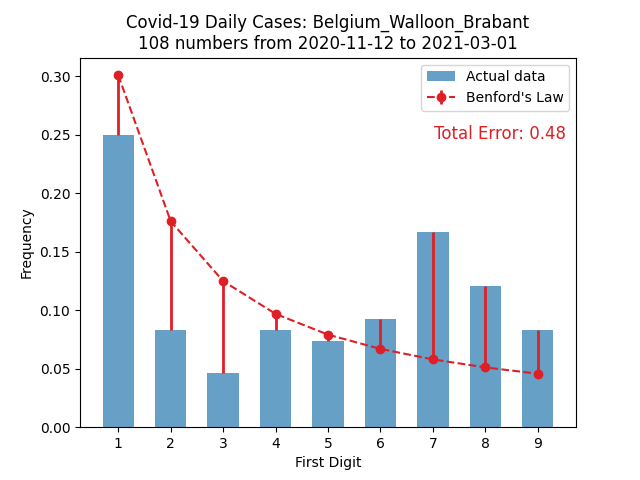 Covid-19 Daily Cases: Belgium_Walloon_Brabant
108 numbers from 2020-11-12 to 2021-03-01
Actual data
Benford's Law
Total Error: 0.48
0.30
0.25
0.20
0.15
0.10
0.05
0.00
Frequency
1 2 3 4 5 6 7 8 9
First Digit